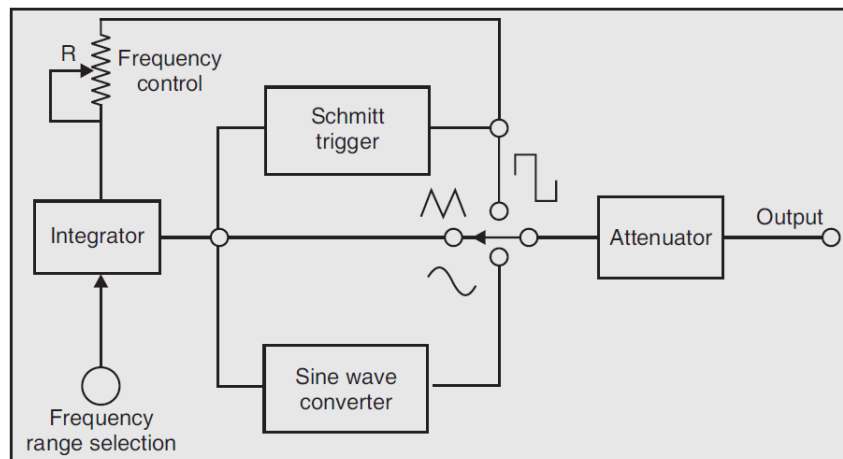 R
Frequency
control
Schmitt
trigger
Integrator
Attenuator
Output
Sine wave
converter
Frequency
range selection